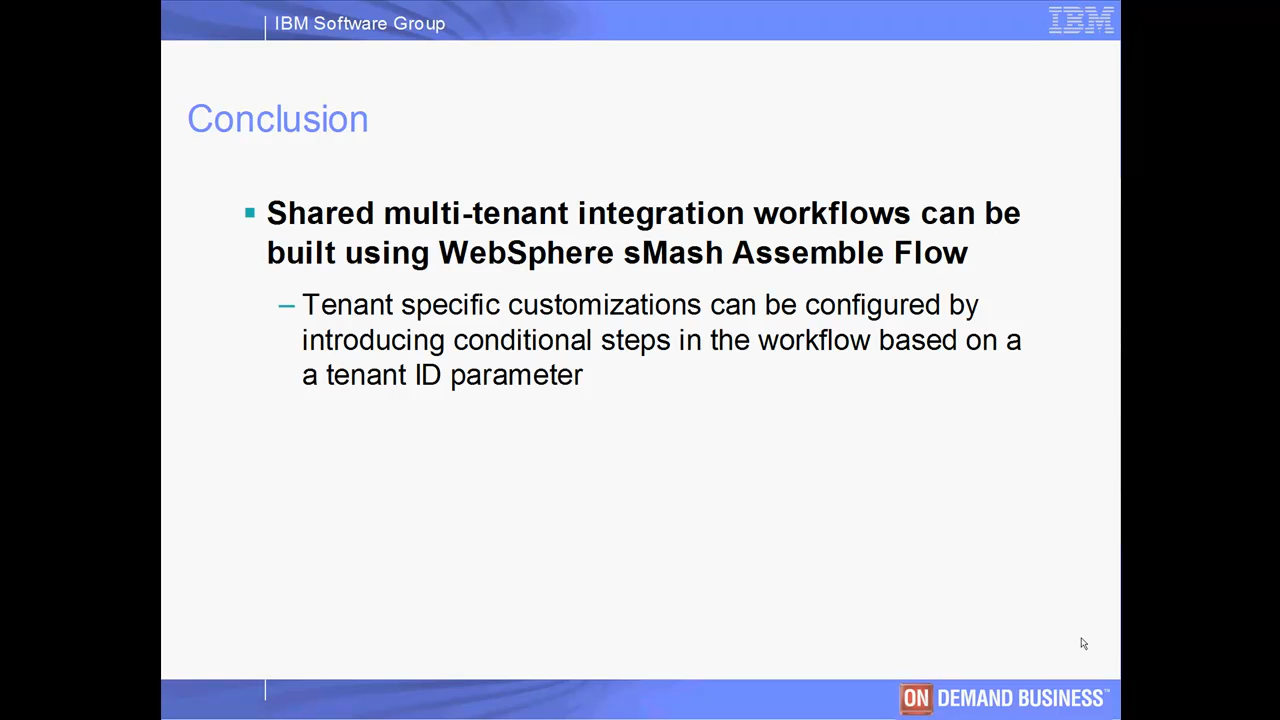 IBM Software Group
IBM
Conclusion
Shared multi-tenant integration workflows can be
built using WebSphere sMash Assemble Flow
– Tenant specific customizations can be configured by
introducing conditional steps in the workflow based on a
a tenant ID parameter
ON DEMAND BUSINESS™